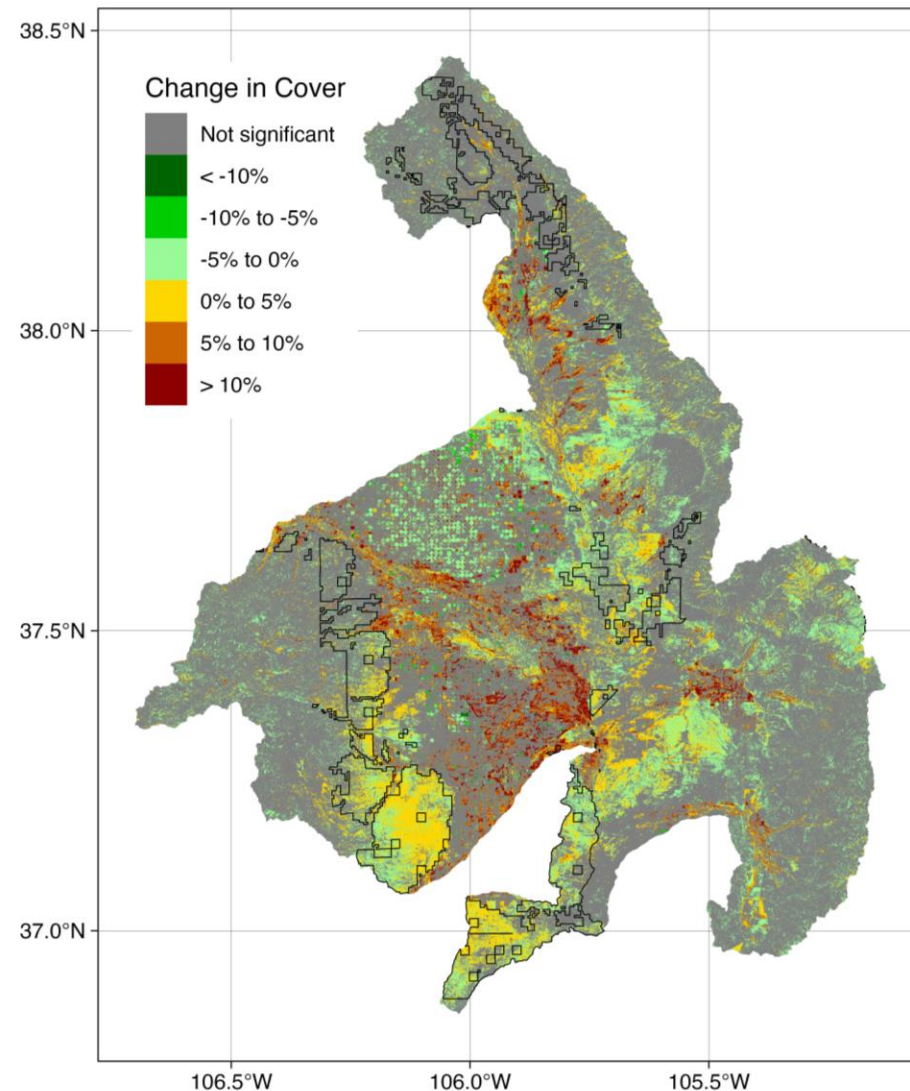 38.5°N
Change in Cover
Not significant
< -10%
-10% to -5%
-5% to 0%
0% to 5%
5% to 10%
> 10%
38.0°N
37.5°N
37.0°N
106.5°W 106.0°W 105.5°W